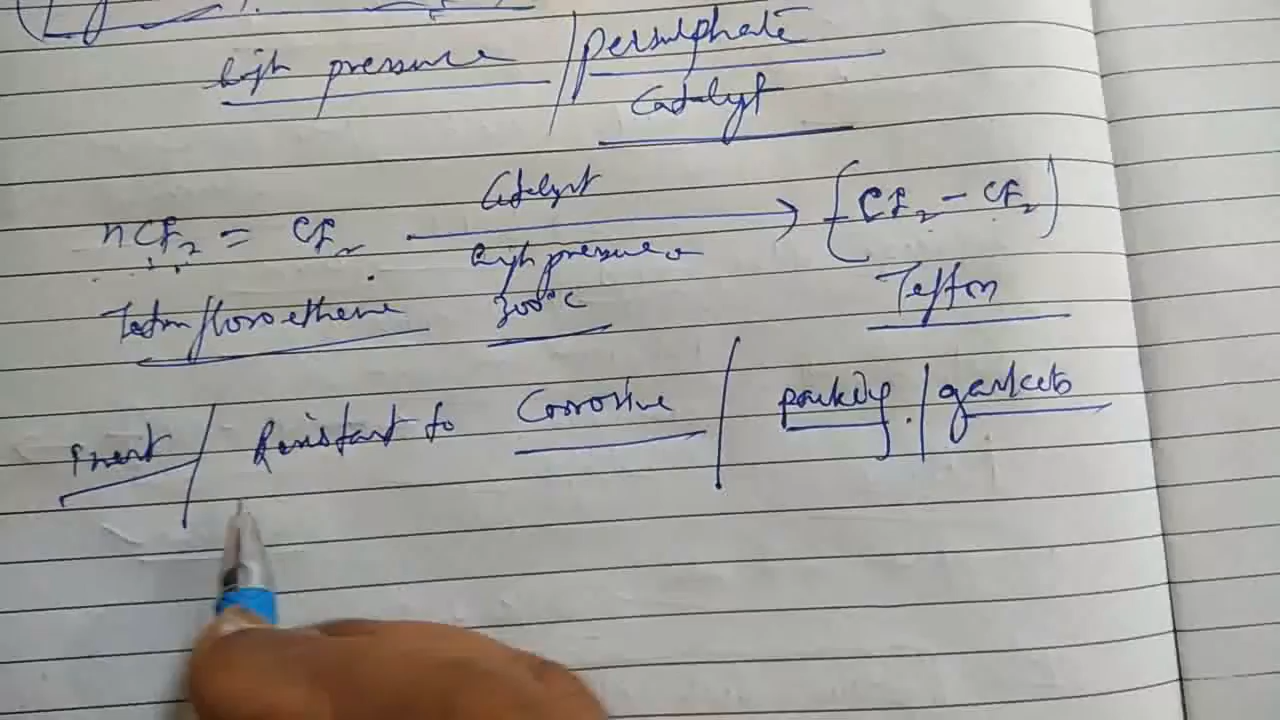 high pressure / persulphate
Catalyst
nCF2 = CF2 Catalyst → [CF2 - CF2)
high pressure
Tetrafloroethene 300°C Teflon
Inert / Resistant to Corrosive / packing. / gaskets